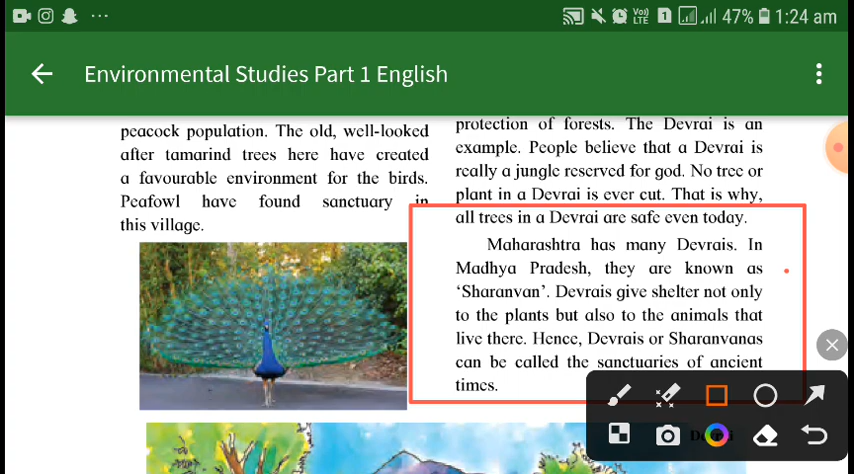 47% 1:24 am
Environmental Studies Part 1 English
peacock population. The old, well-looked
after tamarind trees here have created
a favourable environment for the birds.
Peafowl have found sanctuary in
this village.
protection of forests. The Devrai is an
example. People believe that a Devrai is
really a jungle reserved for god. No tree or
plant in a Devrai is ever cut. That is why,
all trees in a Devrai are safe even today.
Maharashtra has many Devrais. In
Madhya Pradesh, they are known as
‘Sharanvan’. Devrais give shelter not only
to the plants but also to the animals that
live there. Hence, Devrais or Sharanvanas
can be called the sanctuaries of ancient
times.